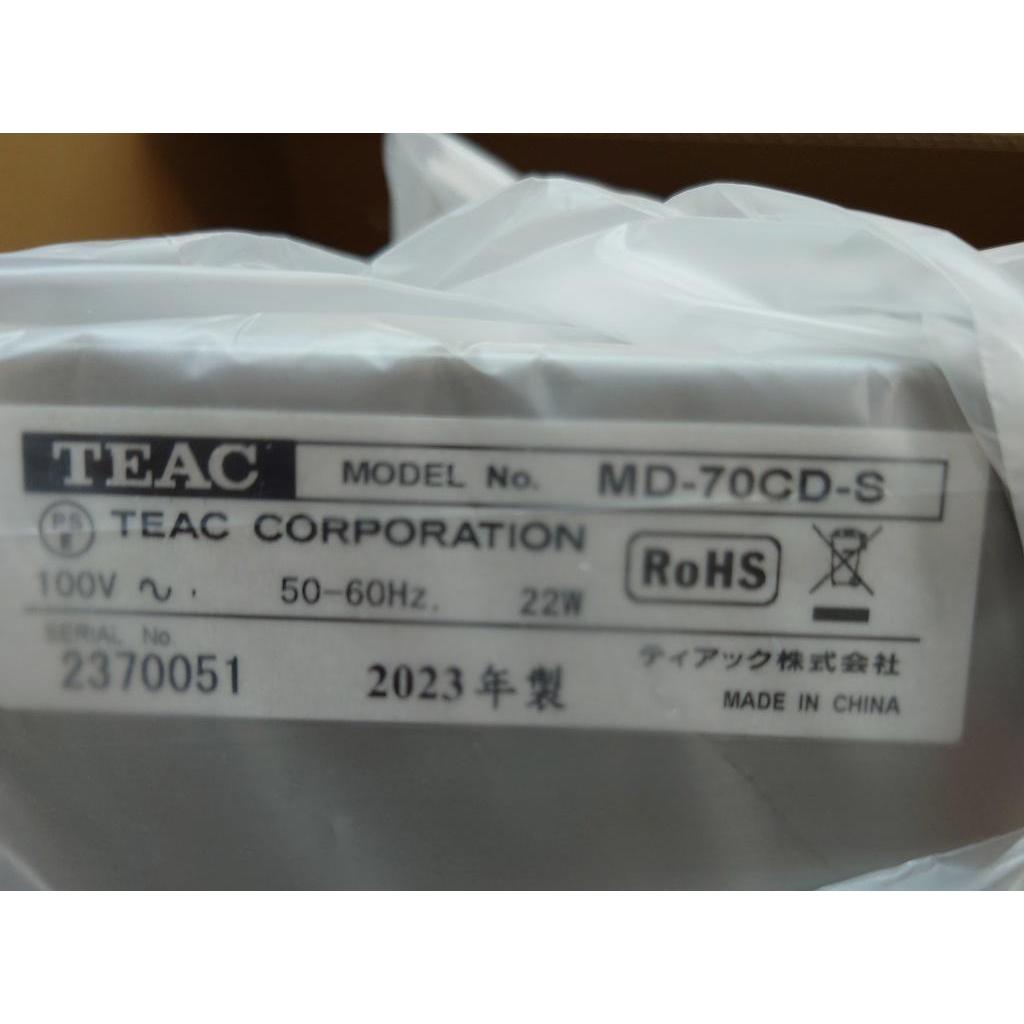 TEAC MODEL No. MD-70CD-S
PS E TEAC CORPORATION
RoHS
100V ～, 50-60Hz. 22W
SERIAL No
2370051
2023年製
ティアック株式会社
MADE IN CHINA